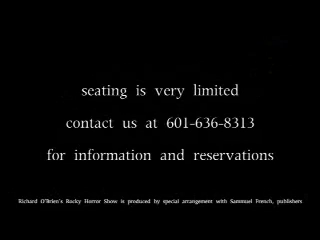 seating is very limited
contact us at 601-636-8313
for information and reservations
Richard O'Brien's Rocky Horror Show is produced by special arrangement with Sammuel French, publishers